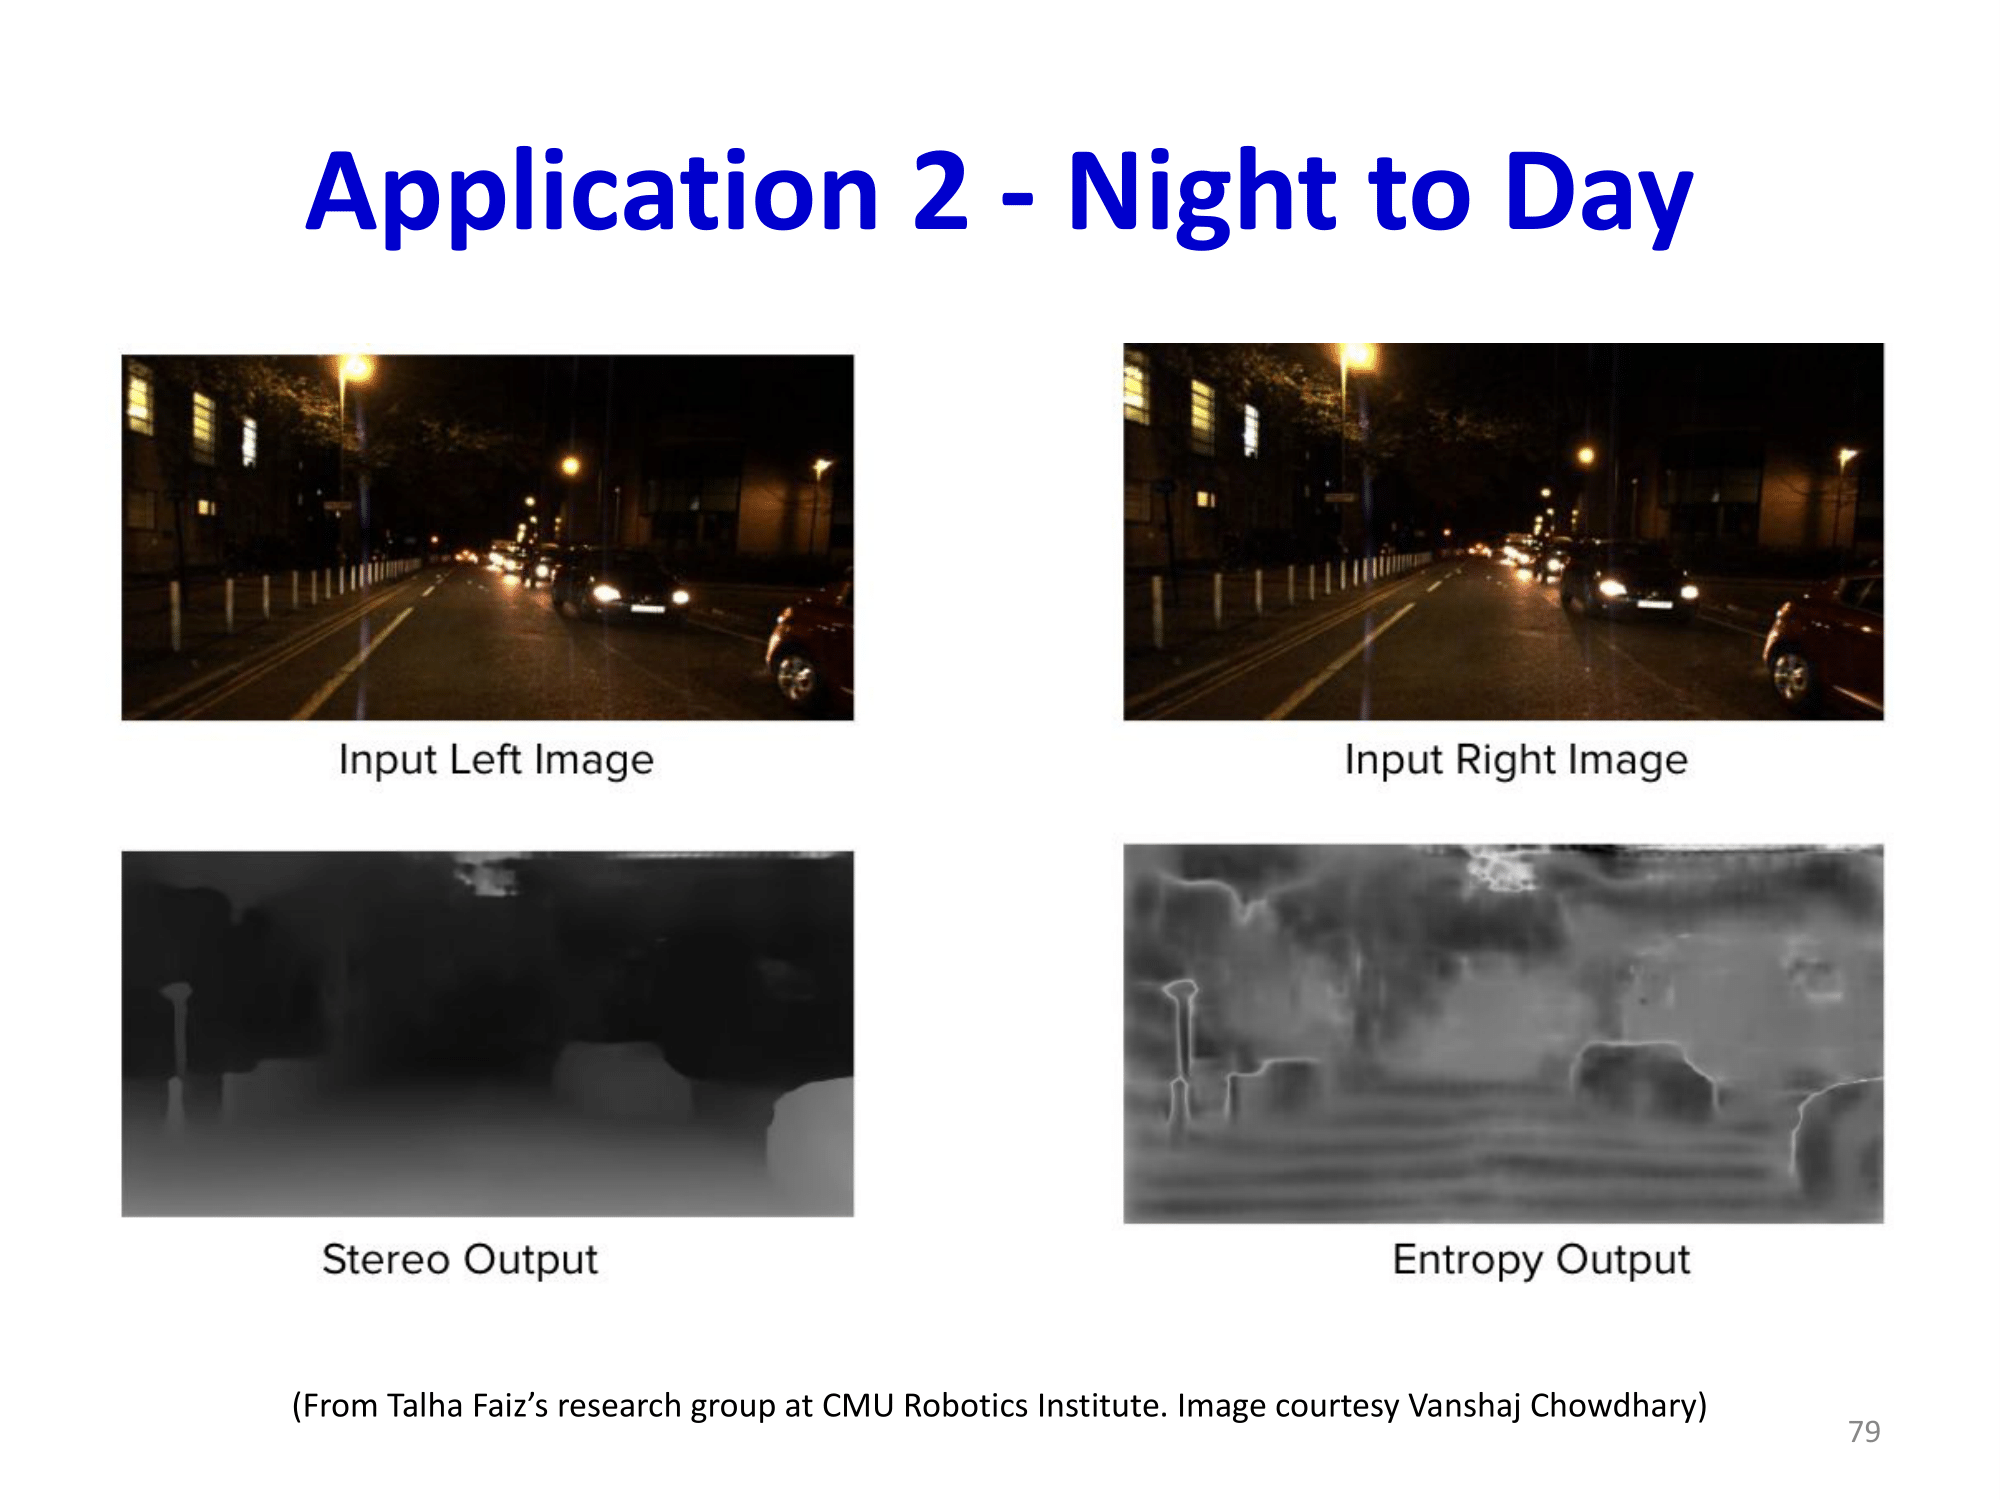 Application 2 - Night to Day
Input Left Image
Input Right Image
Stereo Output
Entropy Output
(From Talha Faiz’s research group at CMU Robotics Institute. Image courtesy Vanshaj Chowdhary)
79